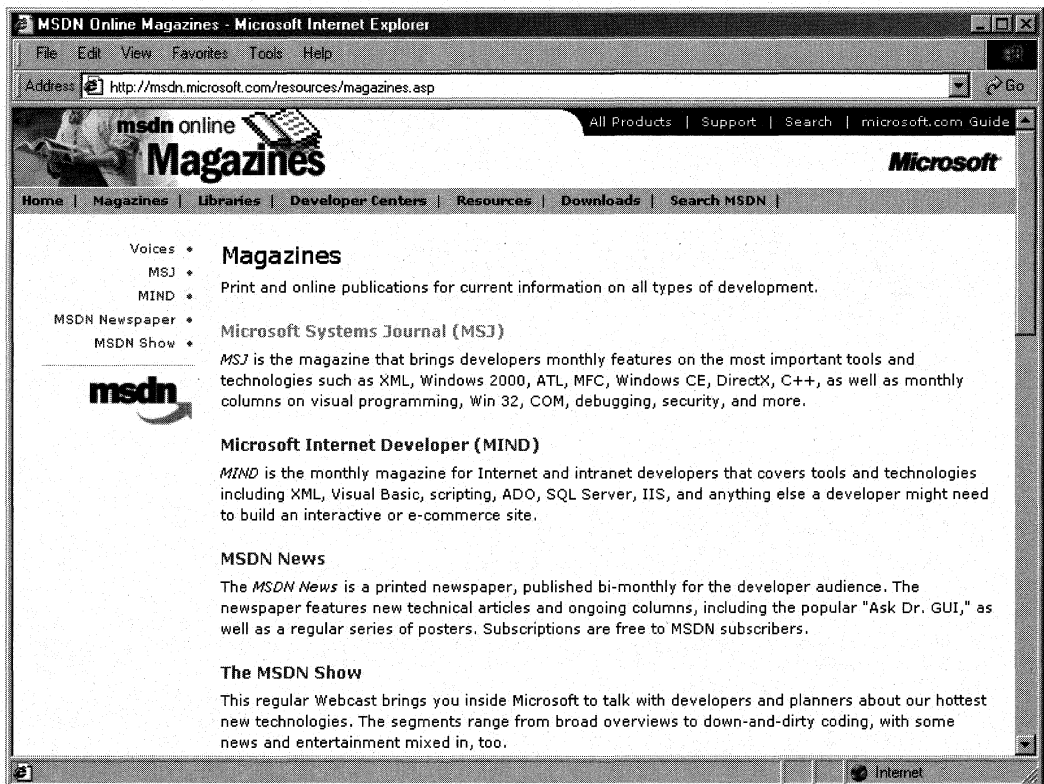 MSDN Online Magazines - Microsoft Internet Explorer
File Edit View Favorites Tools Help
Address http://msdn.microsoft.com/resources/magazines.asp Go
msdn online
Magazines
All Products | Support | Search | microsoft.com Guide
Microsoft
Home | Magazines | Libraries | Developer Centers | Resources | Downloads | Search MSDN |
Voices
MSJ
MIND
MSDN Newspaper
MSDN Show
msdn
Magazines
Print and online publications for current information on all types of development.
Microsoft Systems Journal (MSJ)
MSJ is the magazine that brings developers monthly features on the most important tools and
technologies such as XML, Windows 2000, ATL, MFC, Windows CE, DirectX, C++, as well as monthly
columns on visual programming, Win 32, COM, debugging, security, and more.
Microsoft Internet Developer (MIND)
MIND is the monthly magazine for Internet and intranet developers that covers tools and technologies
including XML, Visual Basic, scripting, ADO, SQL Server, IIS, and anything else a developer might need
to build an interactive or e-commerce site.
MSDN News
The MSDN News is a printed newspaper, published bi-monthly for the developer audience. The
newspaper features new technical articles and ongoing columns, including the popular "Ask Dr. GUI," as
well as a regular series of posters. Subscriptions are free to MSDN subscribers.
The MSDN Show
This regular Webcast brings you inside Microsoft to talk with developers and planners about our hottest
new technologies. The segments range from broad overviews to down-and-dirty coding, with some
news and entertainment mixed in, too.
Internet